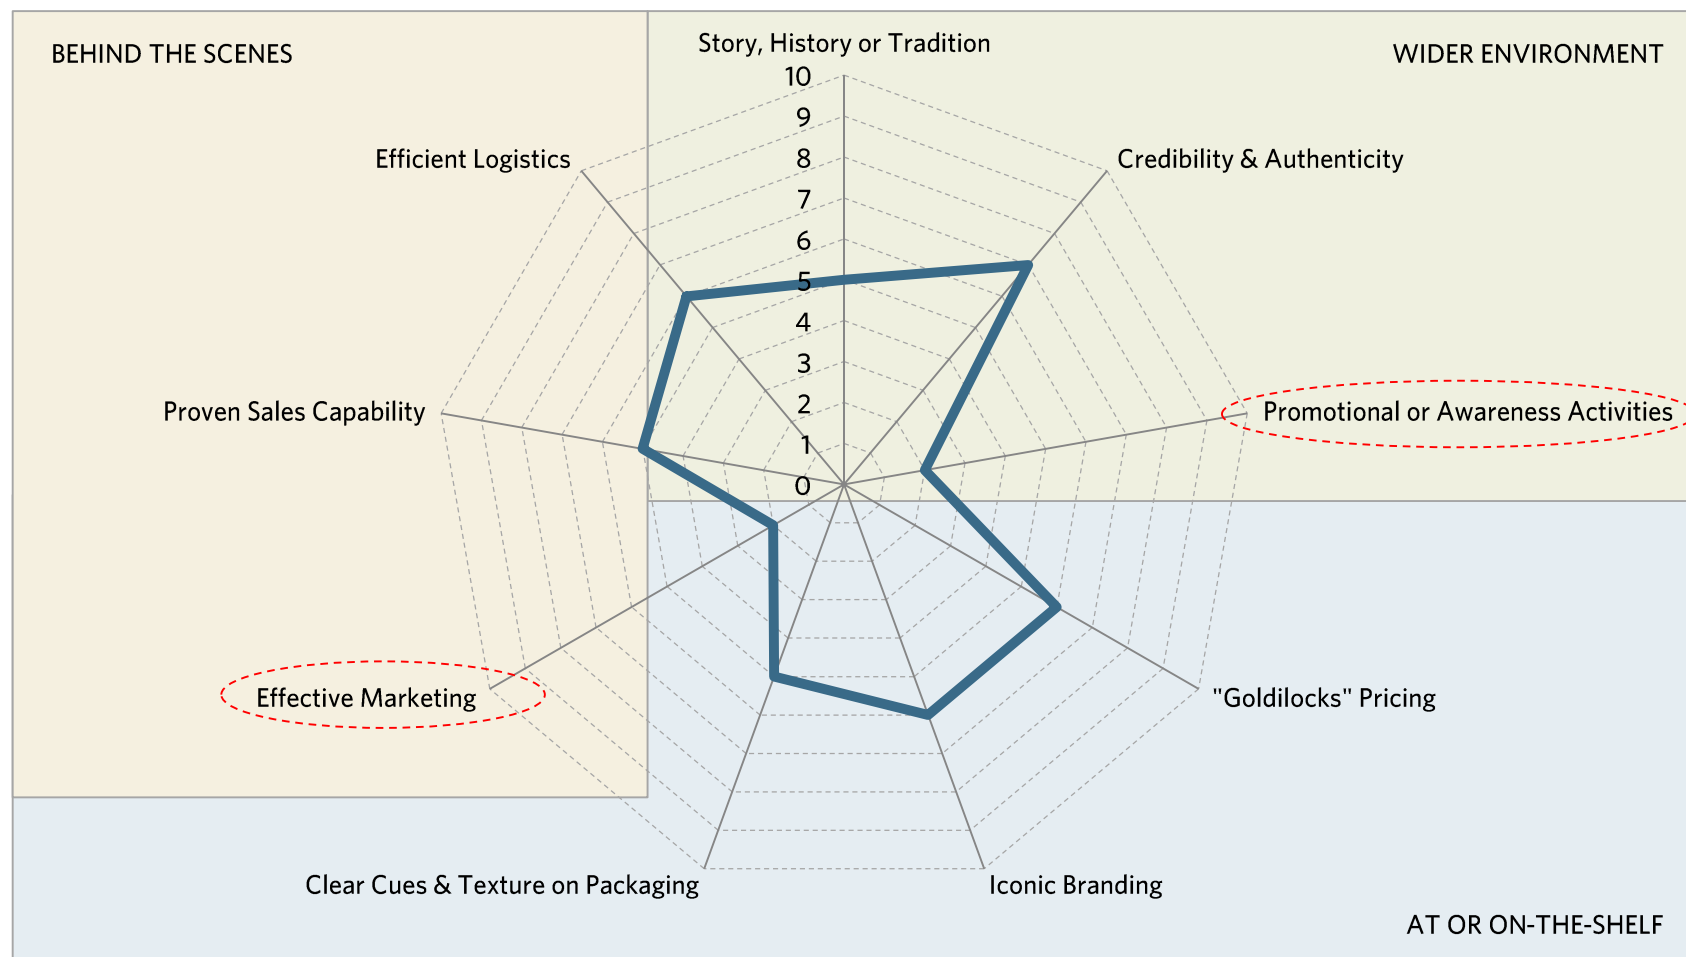 BEHIND THE SCENES
WIDER ENVIRONMENT
Story, History or Tradition
10
9
8
7
6
5
4
3
2
1
0
Efficient Logistics
Credibility & Authenticity
Proven Sales Capability
Promotional or Awareness Activities
Effective Marketing
"Goldilocks" Pricing
Clear Cues & Texture on Packaging
Iconic Branding
AT OR ON-THE-SHELF